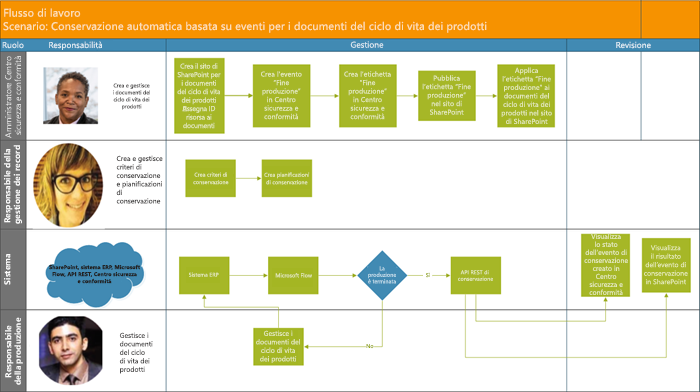 Flusso di lavoro
Scenario: Conservazione automatica basata su eventi per i documenti del ciclo di vita dei prodotti
Ruolo
Responsabilità
Gestione
Revisione
Amministratore Centro
sicurezza e conformità
Crea e gestisce
i documenti del
ciclo di vita dei
prodotti
Crea il sito di
SharePoint per
i documenti
del ciclo di vita
dei prodotti
Assegna ID
risorsa ai
documenti
Crea l'evento
"Fine
produzione"
in Centro
sicurezza e
conformità
Crea l'etichetta
"Fine
produzione"
in Centro
sicurezza e
conformità
Pubblica
l'etichetta "Fine
produzione"
nel sito di
SharePoint
Applica
l'etichetta "Fine
produzione" ai
documenti del
ciclo di vita dei
prodotti nel sito
di SharePoint
Responsabile della
gestione dei record
Crea e gestisce
criteri di
conservazione
e pianificazioni
di
conservazione
Crea criteri di
conservazione
Crea pianificazioni
di conservazione
Sistema
SharePoint, sistema ERP, Microsoft
Flow, API REST, Centro sicurezza
e conformità
Sistema ERP
Microsoft Flow
La
produzione
è terminata
Sì
API REST di
conservazione
Visualizza
lo stato
dell'evento di
conservazione
creato in
Centro
sicurezza e
conformità
Visualizza
il risultato
dell'evento di
conservazione
in SharePoint
Responsabile
della produzione
Gestisce i
documenti
del ciclo
di vita dei
prodotti
Gestisce i
documenti del
ciclo di vita
dei prodotti
No